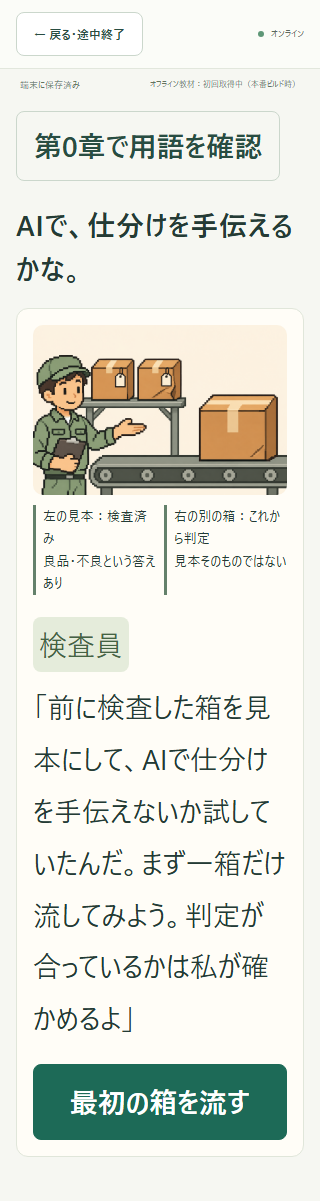 ← 戻る・途中終了
オンライン
端末に保存済み
オフライン教材：初回取得中（本番ビルド時）
第0章で用語を確認
AIで、仕分けを手伝える
かな。
左の見本：検査済
み
良品・不良という答え
あり
右の別の箱：これか
ら判定
見本そのものではない
検査員
「前に検査した箱を見
本にして、AIで仕分け
を手伝えないか試して
いたんだ。まず一箱だけ
流してみよう。判定が
合っているかは私が確
かめるよ」
最初の箱を流す